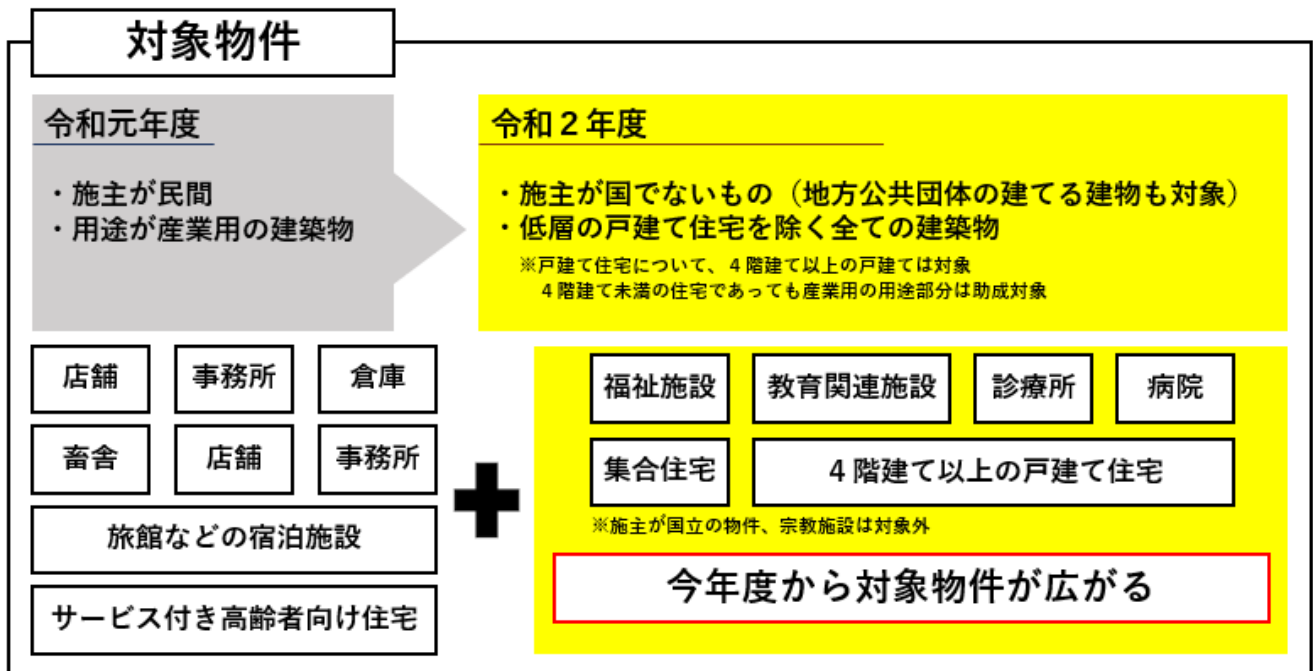 対象物件
令和元年度
・施主が民間
・用途が産業用の建築物
令和２年度
・施主が国でないもの（地方公共団体の建てる建物も対象）
・低層の戸建て住宅を除く全ての建築物
※戸建て住宅について、４階建て以上の戸建ては対象
４階建て未満の住宅であっても産業用の用途部分は助成対象
店舗 事務所 倉庫
畜舎 店舗 事務所
旅館などの宿泊施設
サービス付き高齢者向け住宅
福祉施設 教育関連施設 診療所 病院
集合住宅 ４階建て以上の戸建て住宅
※施主が国立の物件、宗教施設は対象外
今年度から対象物件が広がる